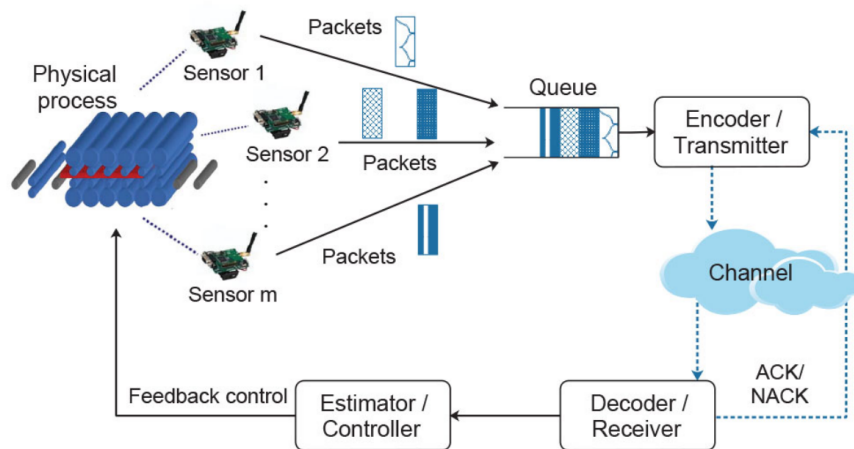 Physical
process
Sensor 1
Packets
Sensor 2
Packets
Sensor m
Packets
Queue
Encoder /
Transmitter
Channel
ACK/
NACK
Decoder /
Receiver
Estimator /
Controller
Feedback control